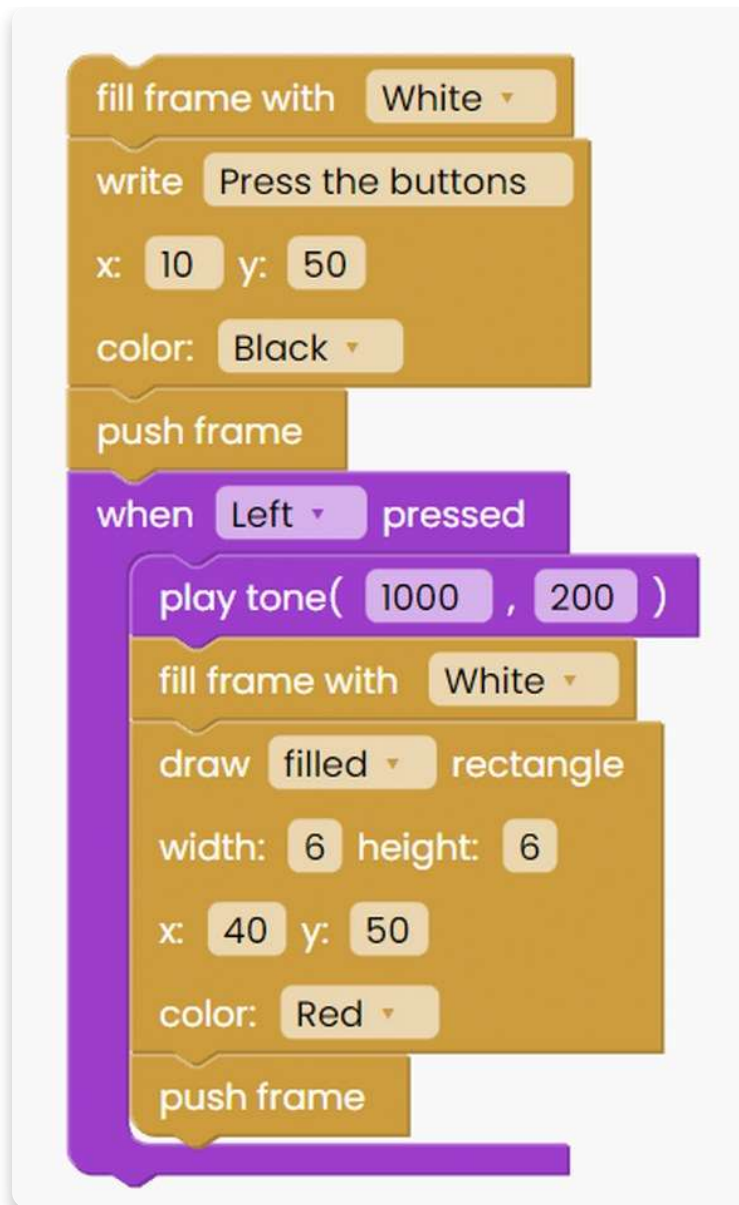 fill frame with White
write Press the buttons
x: 10 y: 50
color: Black
push frame
when Left pressed
play tone( 1000 , 200 )
fill frame with White
draw filled rectangle
width: 6 height: 6
x: 40 y: 50
color: Red
push frame